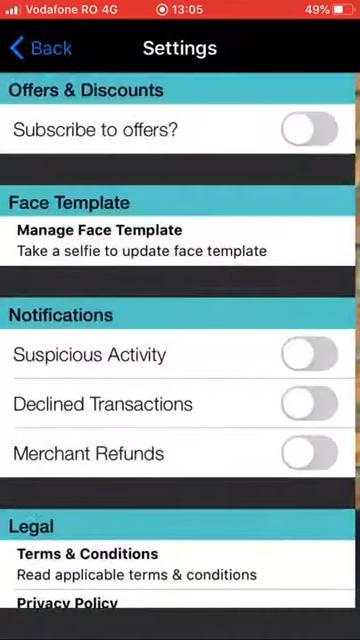 Vodafone RO 4G 13:05 49%
Back Settings
Offers & Discounts
Subscribe to offers?
Face Template
Manage Face Template
Take a selfie to update face template
Notifications
Suspicious Activity
Declined Transactions
Merchant Refunds
Legal
Terms & Conditions
Read applicable terms & conditions
Privacy Policy